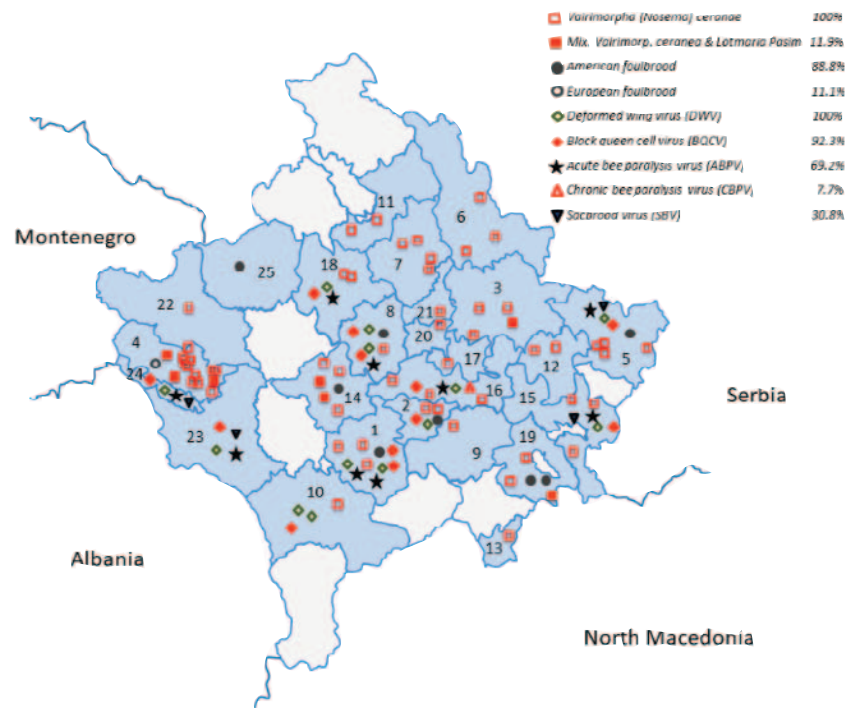 Vairimorpha (Nosema) ceranae 100%
Mix. Vairimorp. ceranea & Lotmaria Pasim 11.9%
American foulbrood 88.8%
European foulbrood 11.1%
Deformed wing virus (DWV) 100%
Block queen cell virus (BQCV) 92.3%
Acute bee paralysis virus (ABPV) 69.2%
Chronic bee paralysis virus (CBPV) 7.7%
Sacbrood virus (SBV) 30.8%
11
6
Montenegro
18
7
25
3
22
8
21
4
20
5
17
12
24
16
14
15
Serbia
2
1
23
19
9
10
13
Albania
North Macedonia